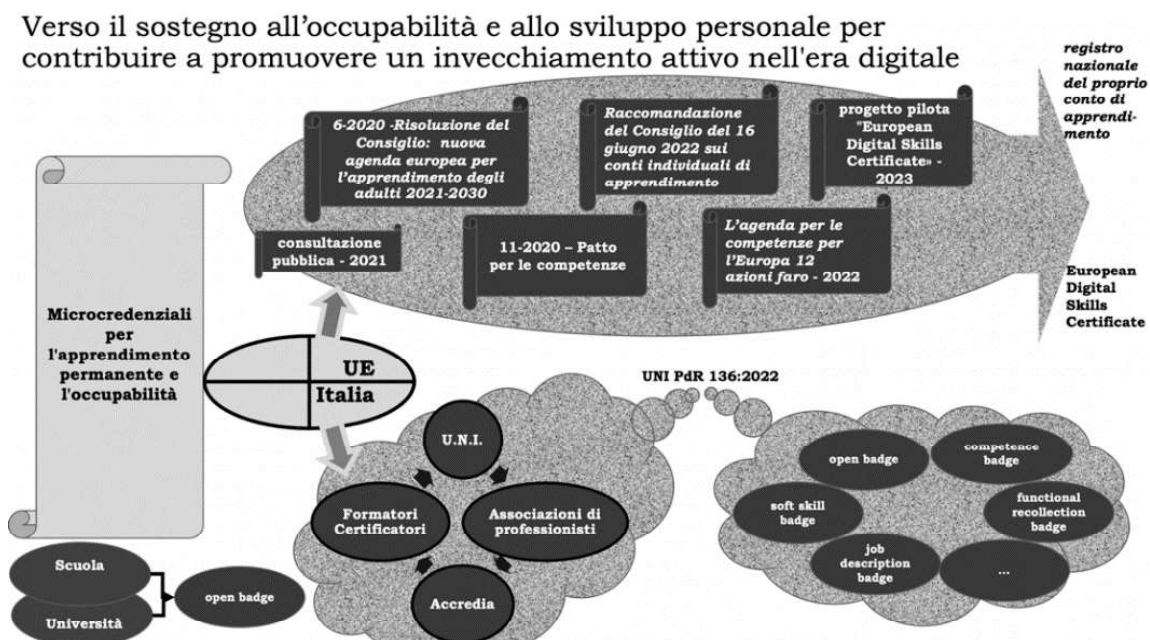 Verso il sostegno all'occupabilità e allo sviluppo personale per
contribuire a promuovere un invecchiamento attivo nell'era digitale
registro
nazionale
del proprio
conto di
apprendi-
mento
6-2020 -Risoluzione del
Consiglio: nuova
agenda europea per
l'apprendimento degli
adulti 2021-2030
Raccomandazione
del Consiglio del 16
giugno 2022 sui
conti individuali di
apprendimento
progetto pilota
"European
Digital Skills
Certificate» -
2023
consultazione
pubblica - 2021
11-2020 – Patto
per le competenze
L'agenda per le
competenze per
l'Europa 12
azioni faro - 2022
European
Digital
Skills
Certificate
Microcredenziali
per
l'apprendimento
permanente e
l'occupabilità
UE
Italia
UNI PdR 136:2022
U.N.I.
Formatori
Certificatori
Associazioni di
professionisti
Accredia
open badge
competence
badge
soft skill
badge
functional
recollection
badge
job
description
badge
...
Scuola
Università
open badge